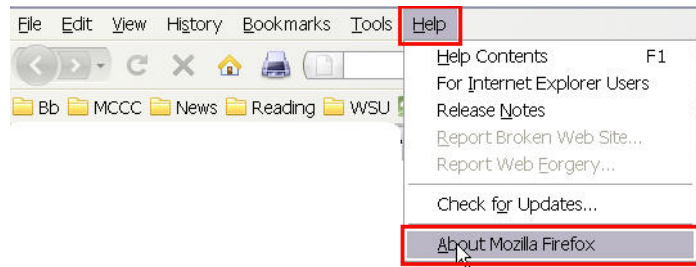 File Edit View History Bookmarks Tools Help
Help Contents F1
For Internet Explorer Users
Bb MCCC News Reading WSU
Release Notes
Report Broken Web Site...
Report Web Forgery...
Check for Updates...
About Mozilla Firefox